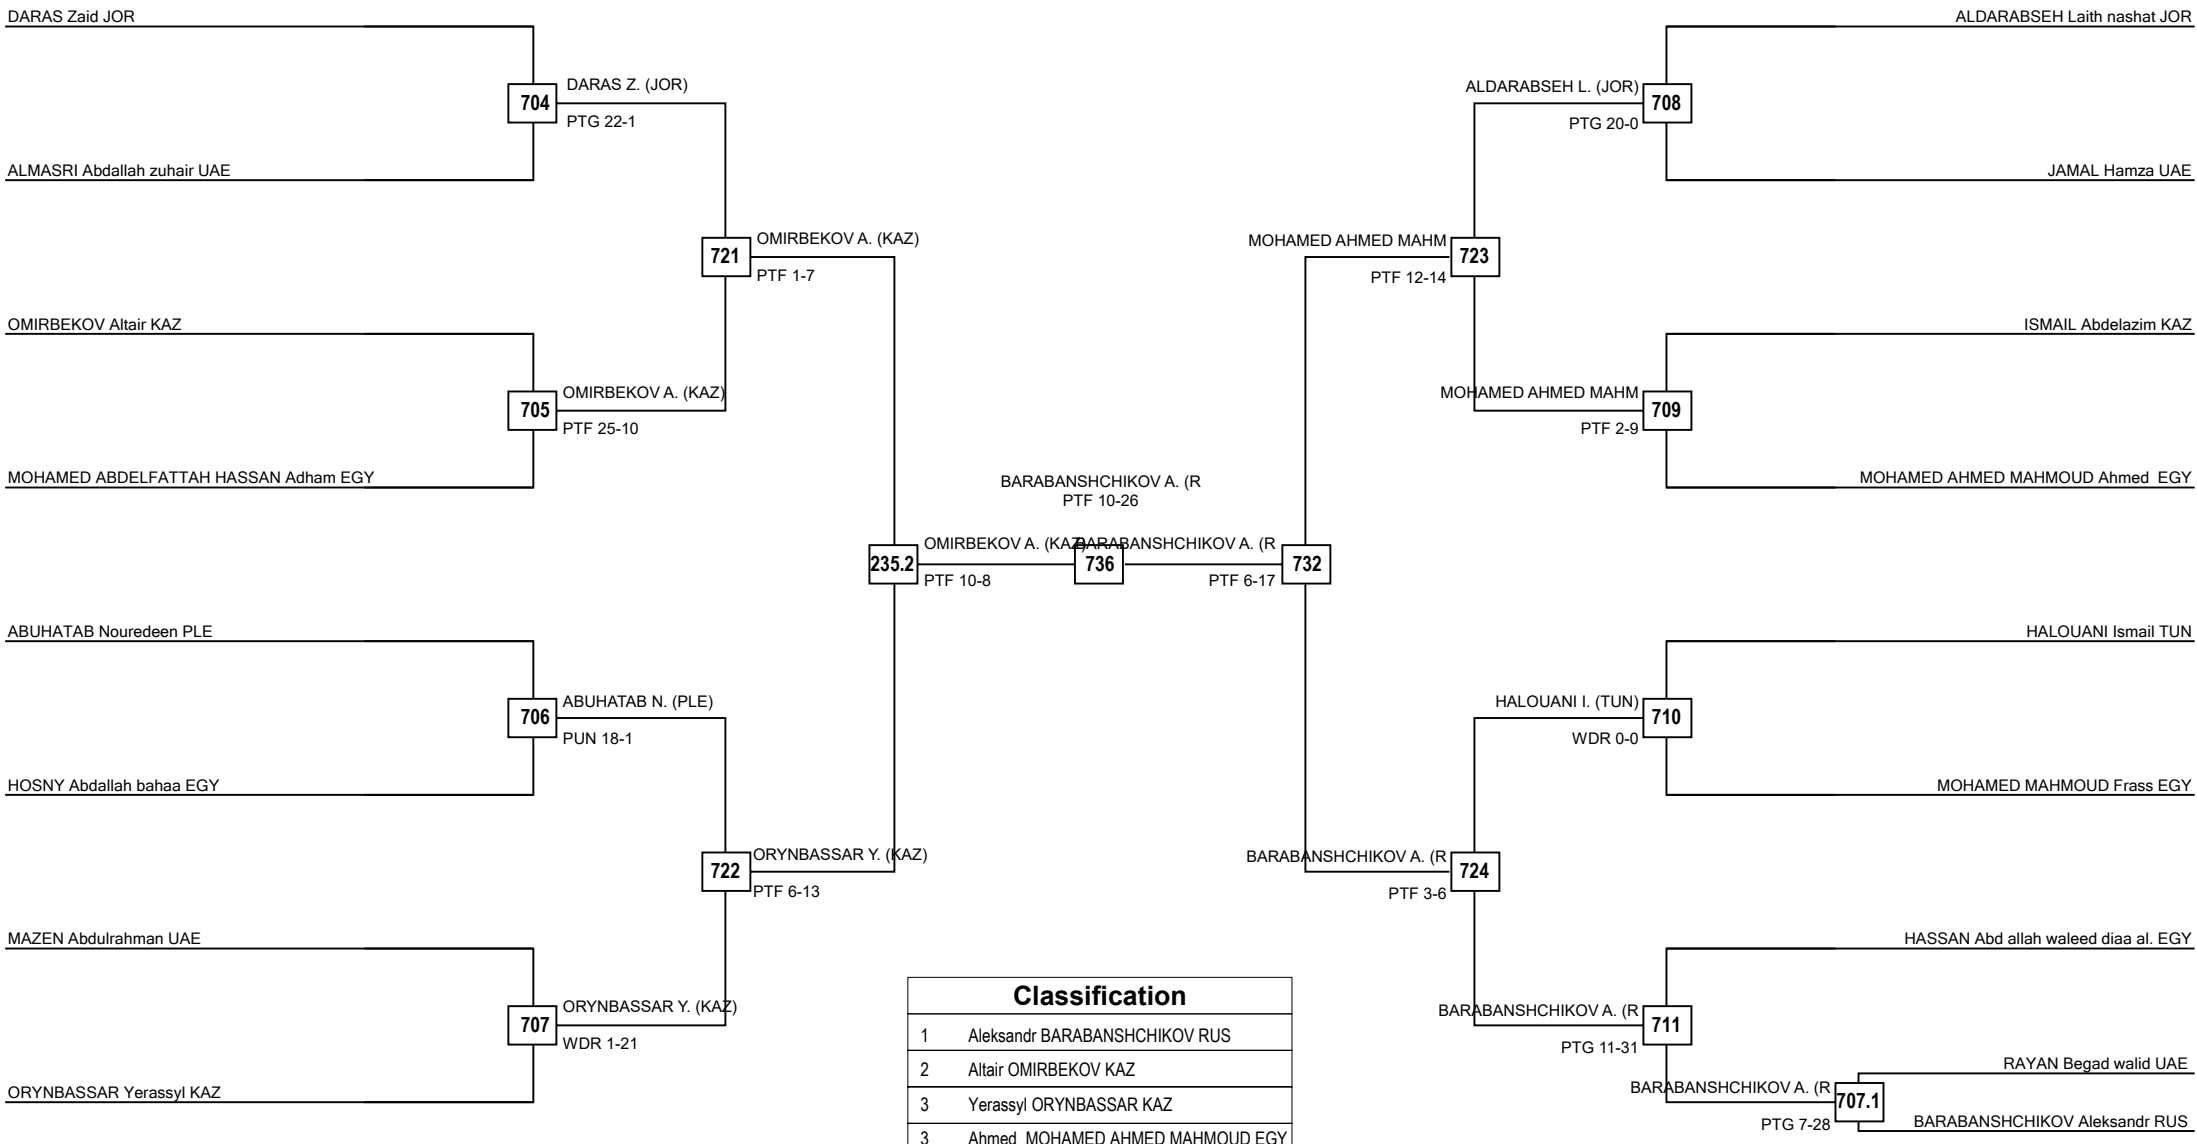 DARAS Zaid JOR
704
DARAS Z. (JOR)
PTG 22-1
ALMASRI Abdallah zuhair UAE
721
OMIRBEKOV A. (KAZ)
PTF 1-7
OMIRBEKOV Altair KAZ
705
OMIRBEKOV A. (KAZ)
PTF 25-10
MOHAMED ABDELFATTAH HASSAN Adham EGY
235.2
OMIRBEKOV A. (KAZ)
PTF 10-8
ABUHATAB Nouredeen PLE
706
ABUHATAB N. (PLE)
PUN 18-1
HOSNY Abdallah bahaa EGY
722
ORYNBASSAR Y. (KAZ)
PTF 6-13
MAZEN Abdulrahman UAE
707
ORYNBASSAR Y. (KAZ)
WDR 1-21
ORYNBASSAR Yerassyl KAZ
BARABANSHCHIKOV A. (R
PTF 10-26
736
ALDARABSEH Laith nashat JOR
ALDARABSEH L. (JOR)
708
PTG 20-0
JAMAL Hamza UAE
MOHAMED AHMED MAHM
723
PTF 12-14
ISMAIL Abdelazim KAZ
MOHAMED AHMED MAHM
709
PTF 2-9
MOHAMED AHMED MAHMOUD Ahmed EGY
BARABANSHCHIKOV A. (R
732
PTF 6-17
HALOUANI Ismail TUN
HALOUANI I. (TUN)
710
WDR 0-0
MOHAMED MAHMOUD Frass EGY
BARABANSHCHIKOV A. (R
724
PTF 3-6
HASSAN Abd allah waleed diaa al. EGY
BARABANSHCHIKOV A. (R
711
PTG 11-31
RAYAN Begad walid UAE
BARABANSHCHIKOV A. (R
707.1
PTG 7-28
BARABANSHCHIKOV Aleksandr RUS
Classification
1 Aleksandr BARABANSHCHIKOV RUS
2 Altair OMIRBEKOV KAZ
3 Yerassyl ORYNBASSAR KAZ
3 Ahmed MOHAMED AHMED MAHMOUD EGY